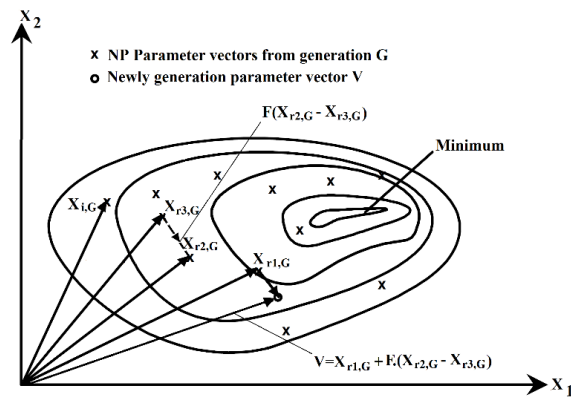 X2
x NP Parameter vectors from generation G
o Newly generation parameter vector V
F(Xr2,G - Xr3,G)
Minimum
Xi,G
Xr3,G
Xr2,G
Xr1,G
V=Xr1,G + F.(Xr2,G - Xr3,G)
X1